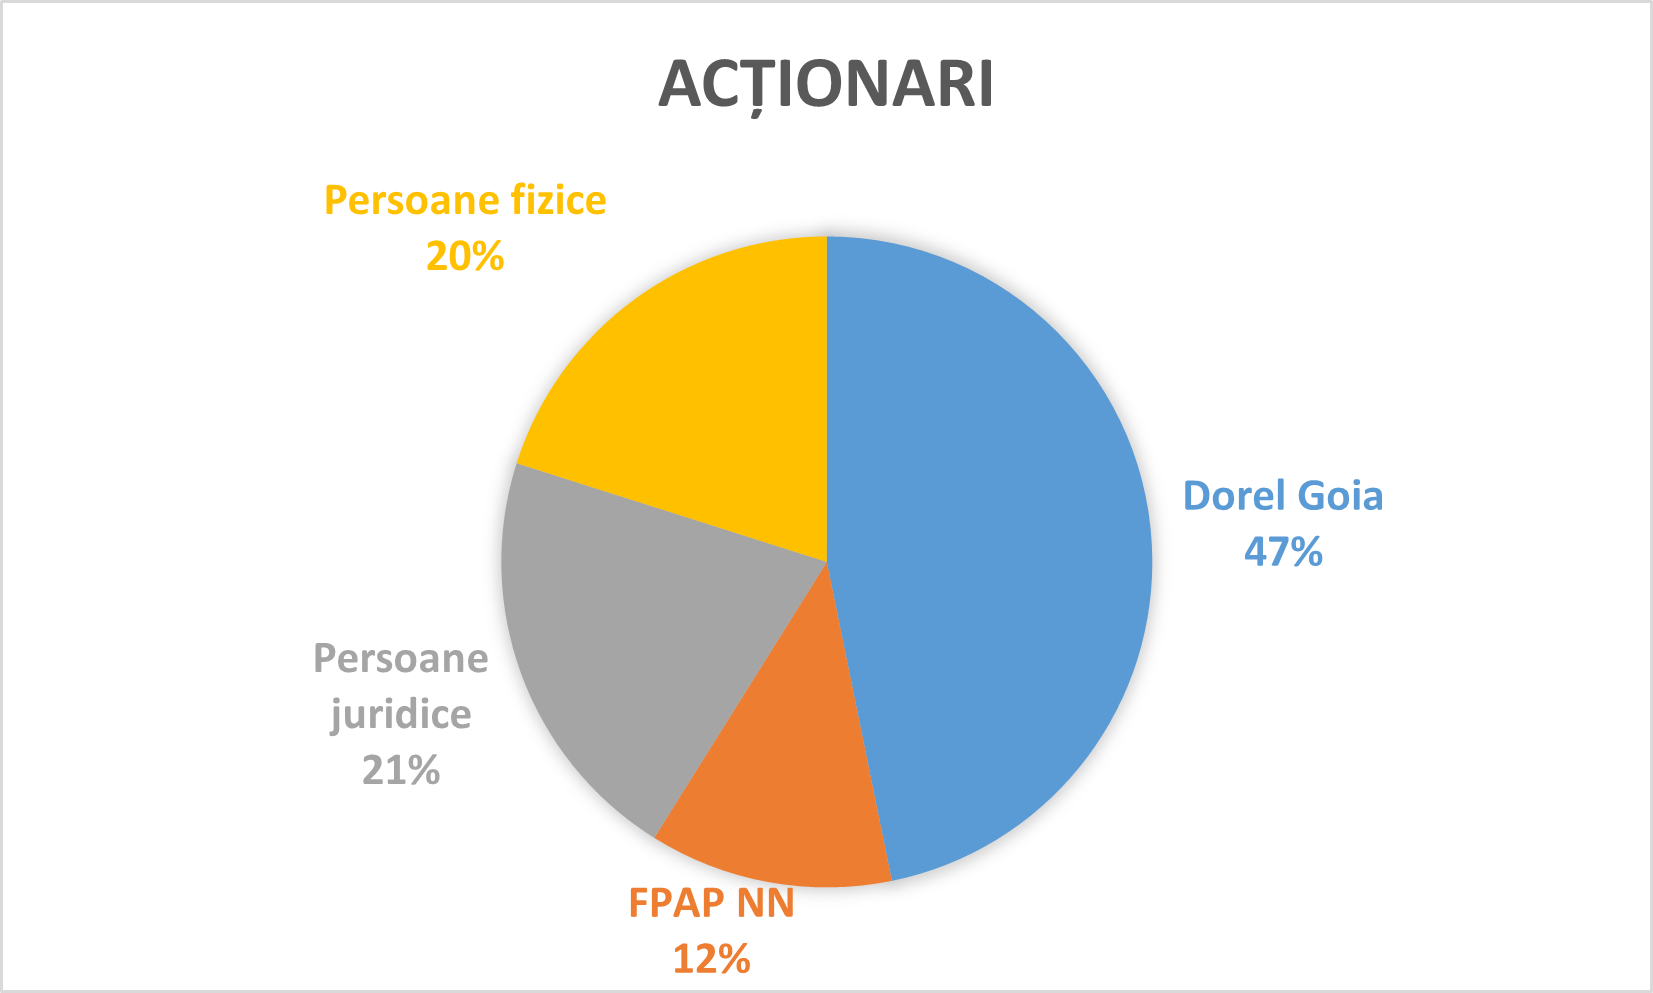 ACȚIONARI
Persoane fizice
20%
Dorel Goia
47%
Persoane
juridice
21%
FPAP NN
12%